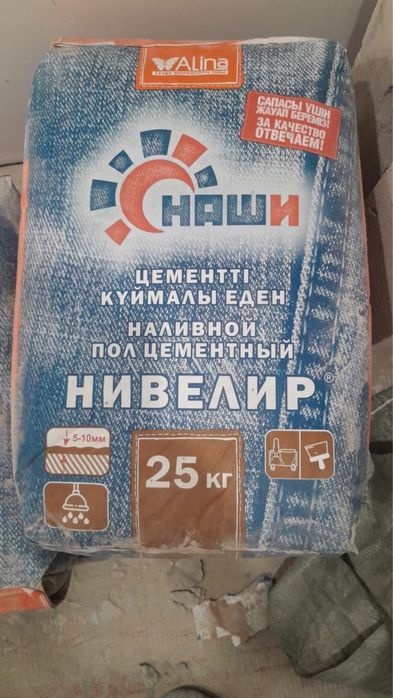 Alina
САПАСЫ ҮШІН
ЖАУАП БЕРЕМІЗ!
ЗА КАЧЕСТВО
ОТВЕЧАЕМ!
НАШИ
ЦЕМЕНТТІ
ҚҰЙМАЛЫ ЕДЕН
НАЛИВНОЙ
ПОЛ ЦЕМЕНТНЫЙ
НИВЕЛИР®
5-10мм
25 кг